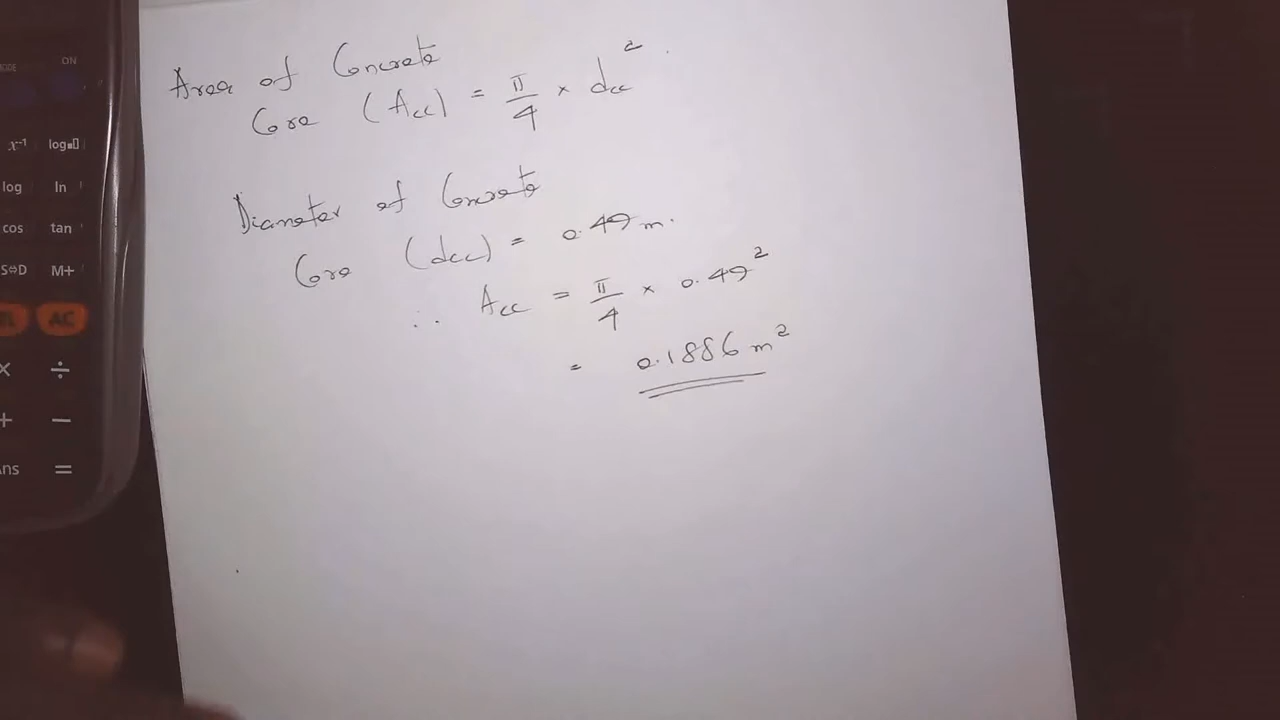 Area of Concrete
Core (Acc) = π/4 × dcc²
Diameter of Concrete
Core (dcc) = 0.49 m.
∴ Acc = π/4 × 0.49²
= 0.1886 m²
ON
x⁻¹ log
log ln
cos tan
S⇔D M+
AC
× ÷
+ −
Ans =